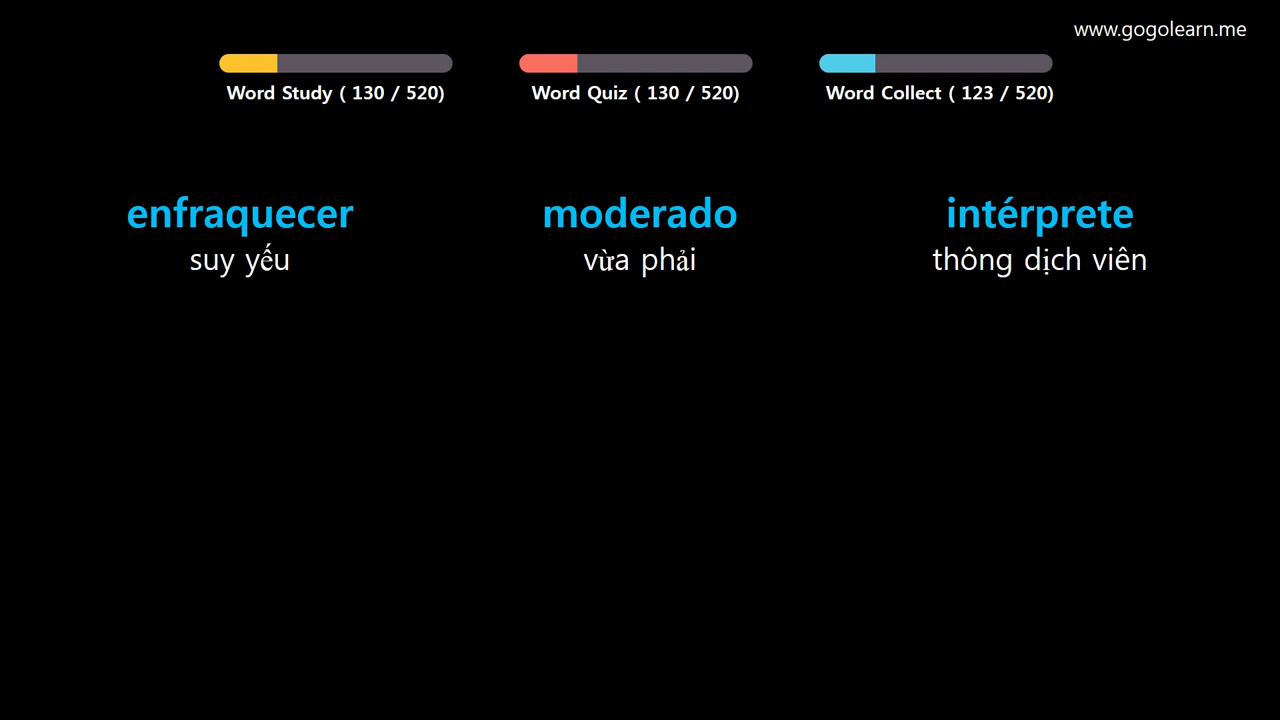 www.gogolearn.me
Word Study ( 130 / 520)
Word Quiz ( 130 / 520)
Word Collect ( 123 / 520)
enfraquecer
suy yếu
moderado
vừa phải
intérprete
thông dịch viên